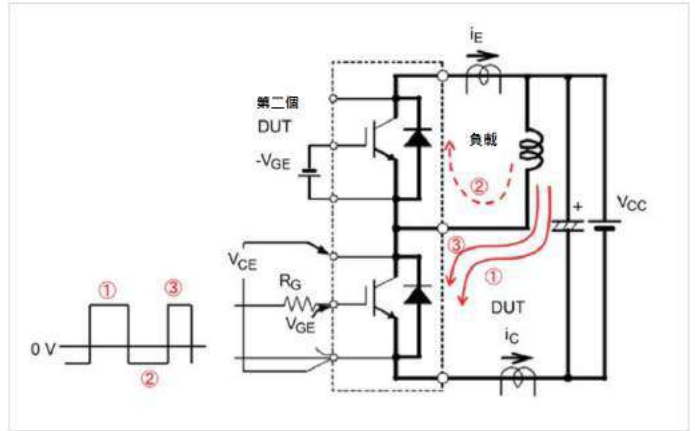 iE
第二個
DUT
負載
-VGE
②
+
VCC
③
①
VCE
RG
VGE
DUT
iC
①
③
0 V
②